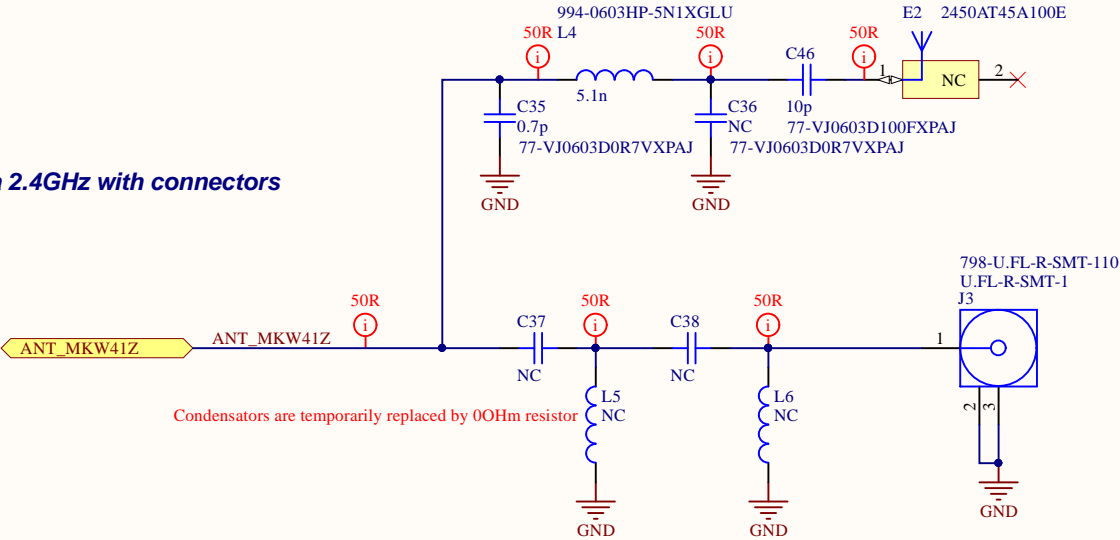 994-0603HP-5N1XGLU
E2 2450AT45A100E
50R L4
50R
50R
C46
i
i
i
1
NC
2
5.1n
C35
0.7p
77-VJ0603D0R7VXPAJ
C36
NC
77-VJ0603D0R7VXPAJ
10p
77-VJ0603D100FXPAJ
GND
GND
2.4GHz with connectors
798-U.FL-R-SMT-110
U.FL-R-SMT-1
J3
50R
50R
50R
i
i
i
C37
C38
ANT_MKW41Z
ANT_MKW41Z
1
NC
NC
L5
NC
L6
NC
2
3
Condensators are temporarily replaced by 0OHm resistor
GND
GND
GND